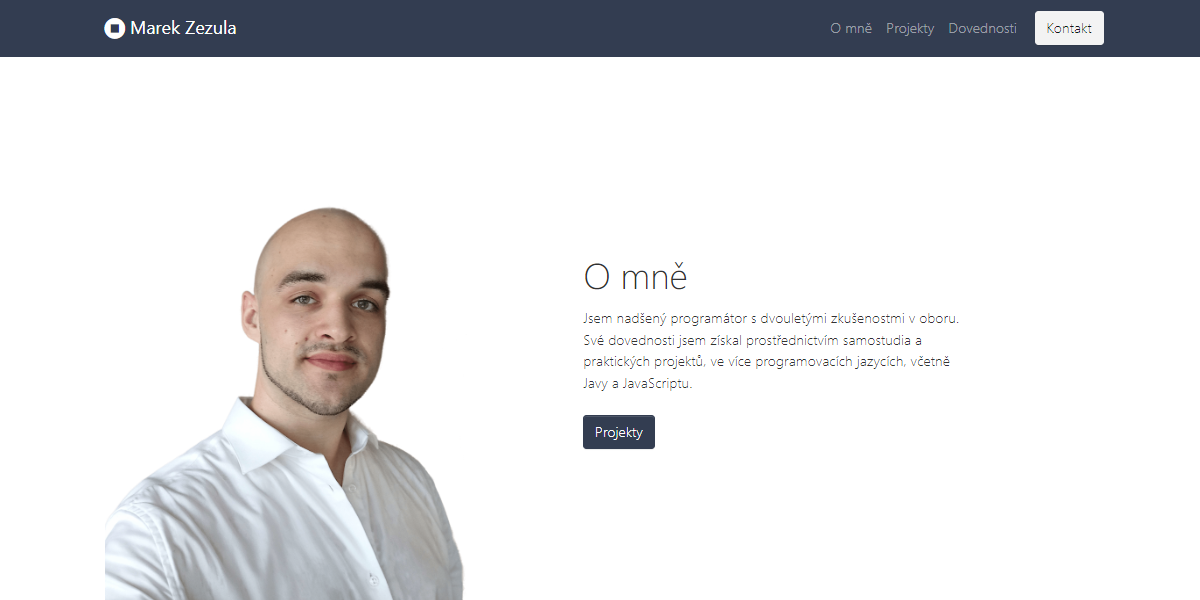 Marek Zezula
O mně Projekty Dovednosti Kontakt
O mně
Jsem nadšený programátor s dvouletými zkušenostmi v oboru.
Své dovednosti jsem získal prostřednictvím samostudia a
praktických projektů, ve více programovacích jazycích, včetně
Javy a JavaScriptu.
Projekty